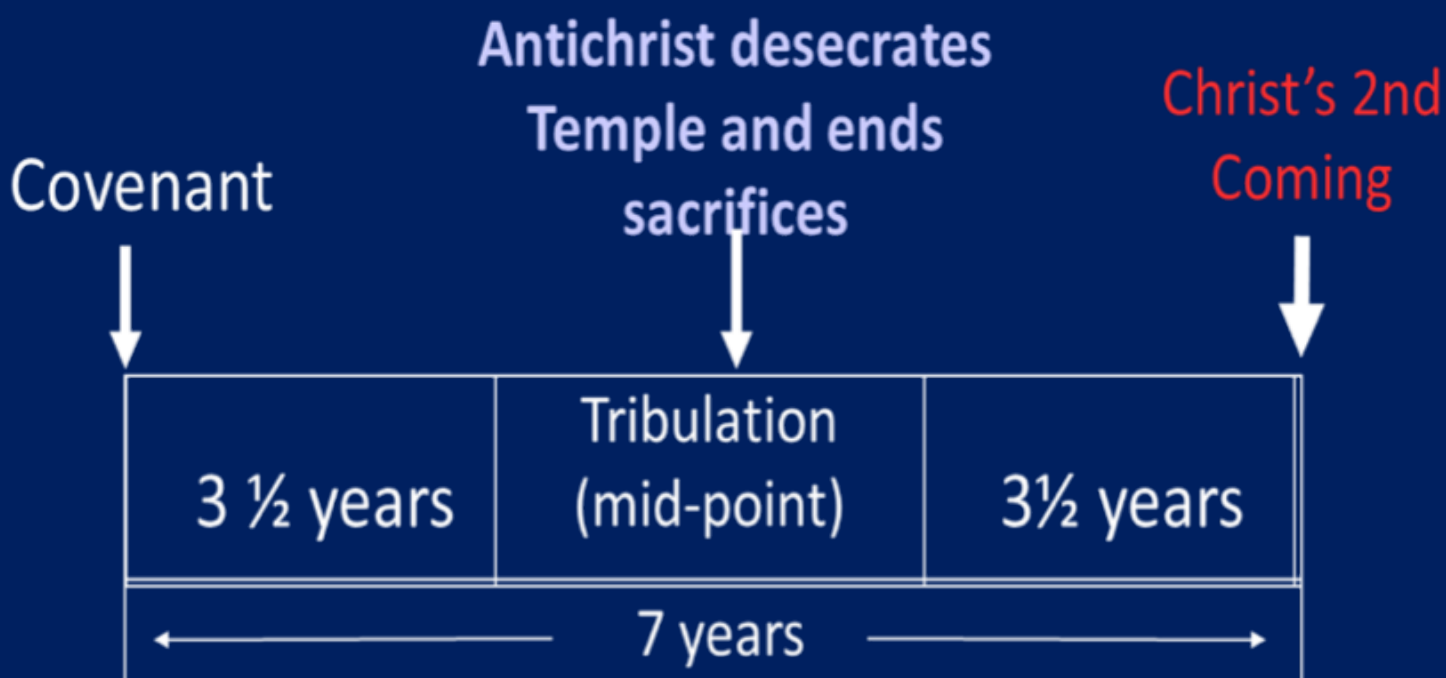 Antichrist desecrates
Temple and ends
sacrifices
Christ’s 2nd
Coming
Covenant
3 ½ years
Tribulation
(mid-point)
3½ years
7 years